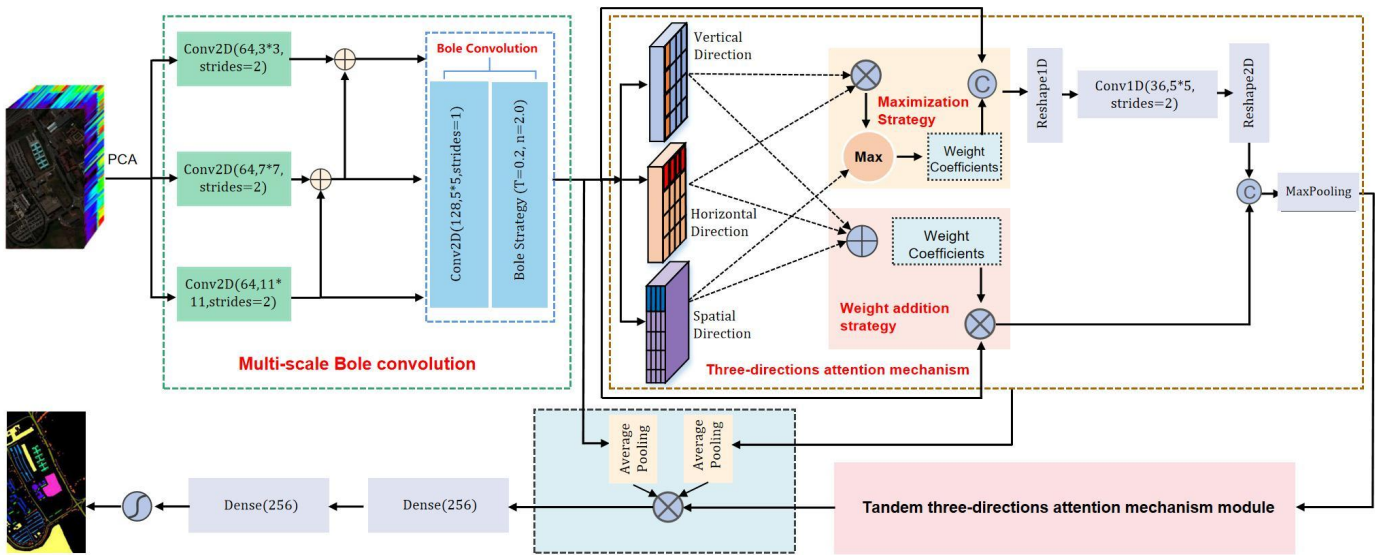 PCA
Conv2D(64,3*3,
strides=2)
Conv2D(64,7*7,
strides=2)
Conv2D(64,11*
11,strides=2)
Bole Convolution
Conv2D(128,5*5,strides=1)
Bole Strategy (T=0.2, n=2.0)
Multi-scale Bole convolution
Vertical
Direction
Horizontal
Direction
Spatial
Direction
Maximization
Strategy
Max
Weight
Coefficients
C
Reshape1D
Conv1D(36,5*5,
strides=2)
Reshape2D
C
MaxPooling
Weight
Coefficients
Weight addition
strategy
Three-directions attention mechanism
Average
Pooling
Average
Pooling
Dense(256)
Dense(256)
Tandem three-directions attention mechanism module